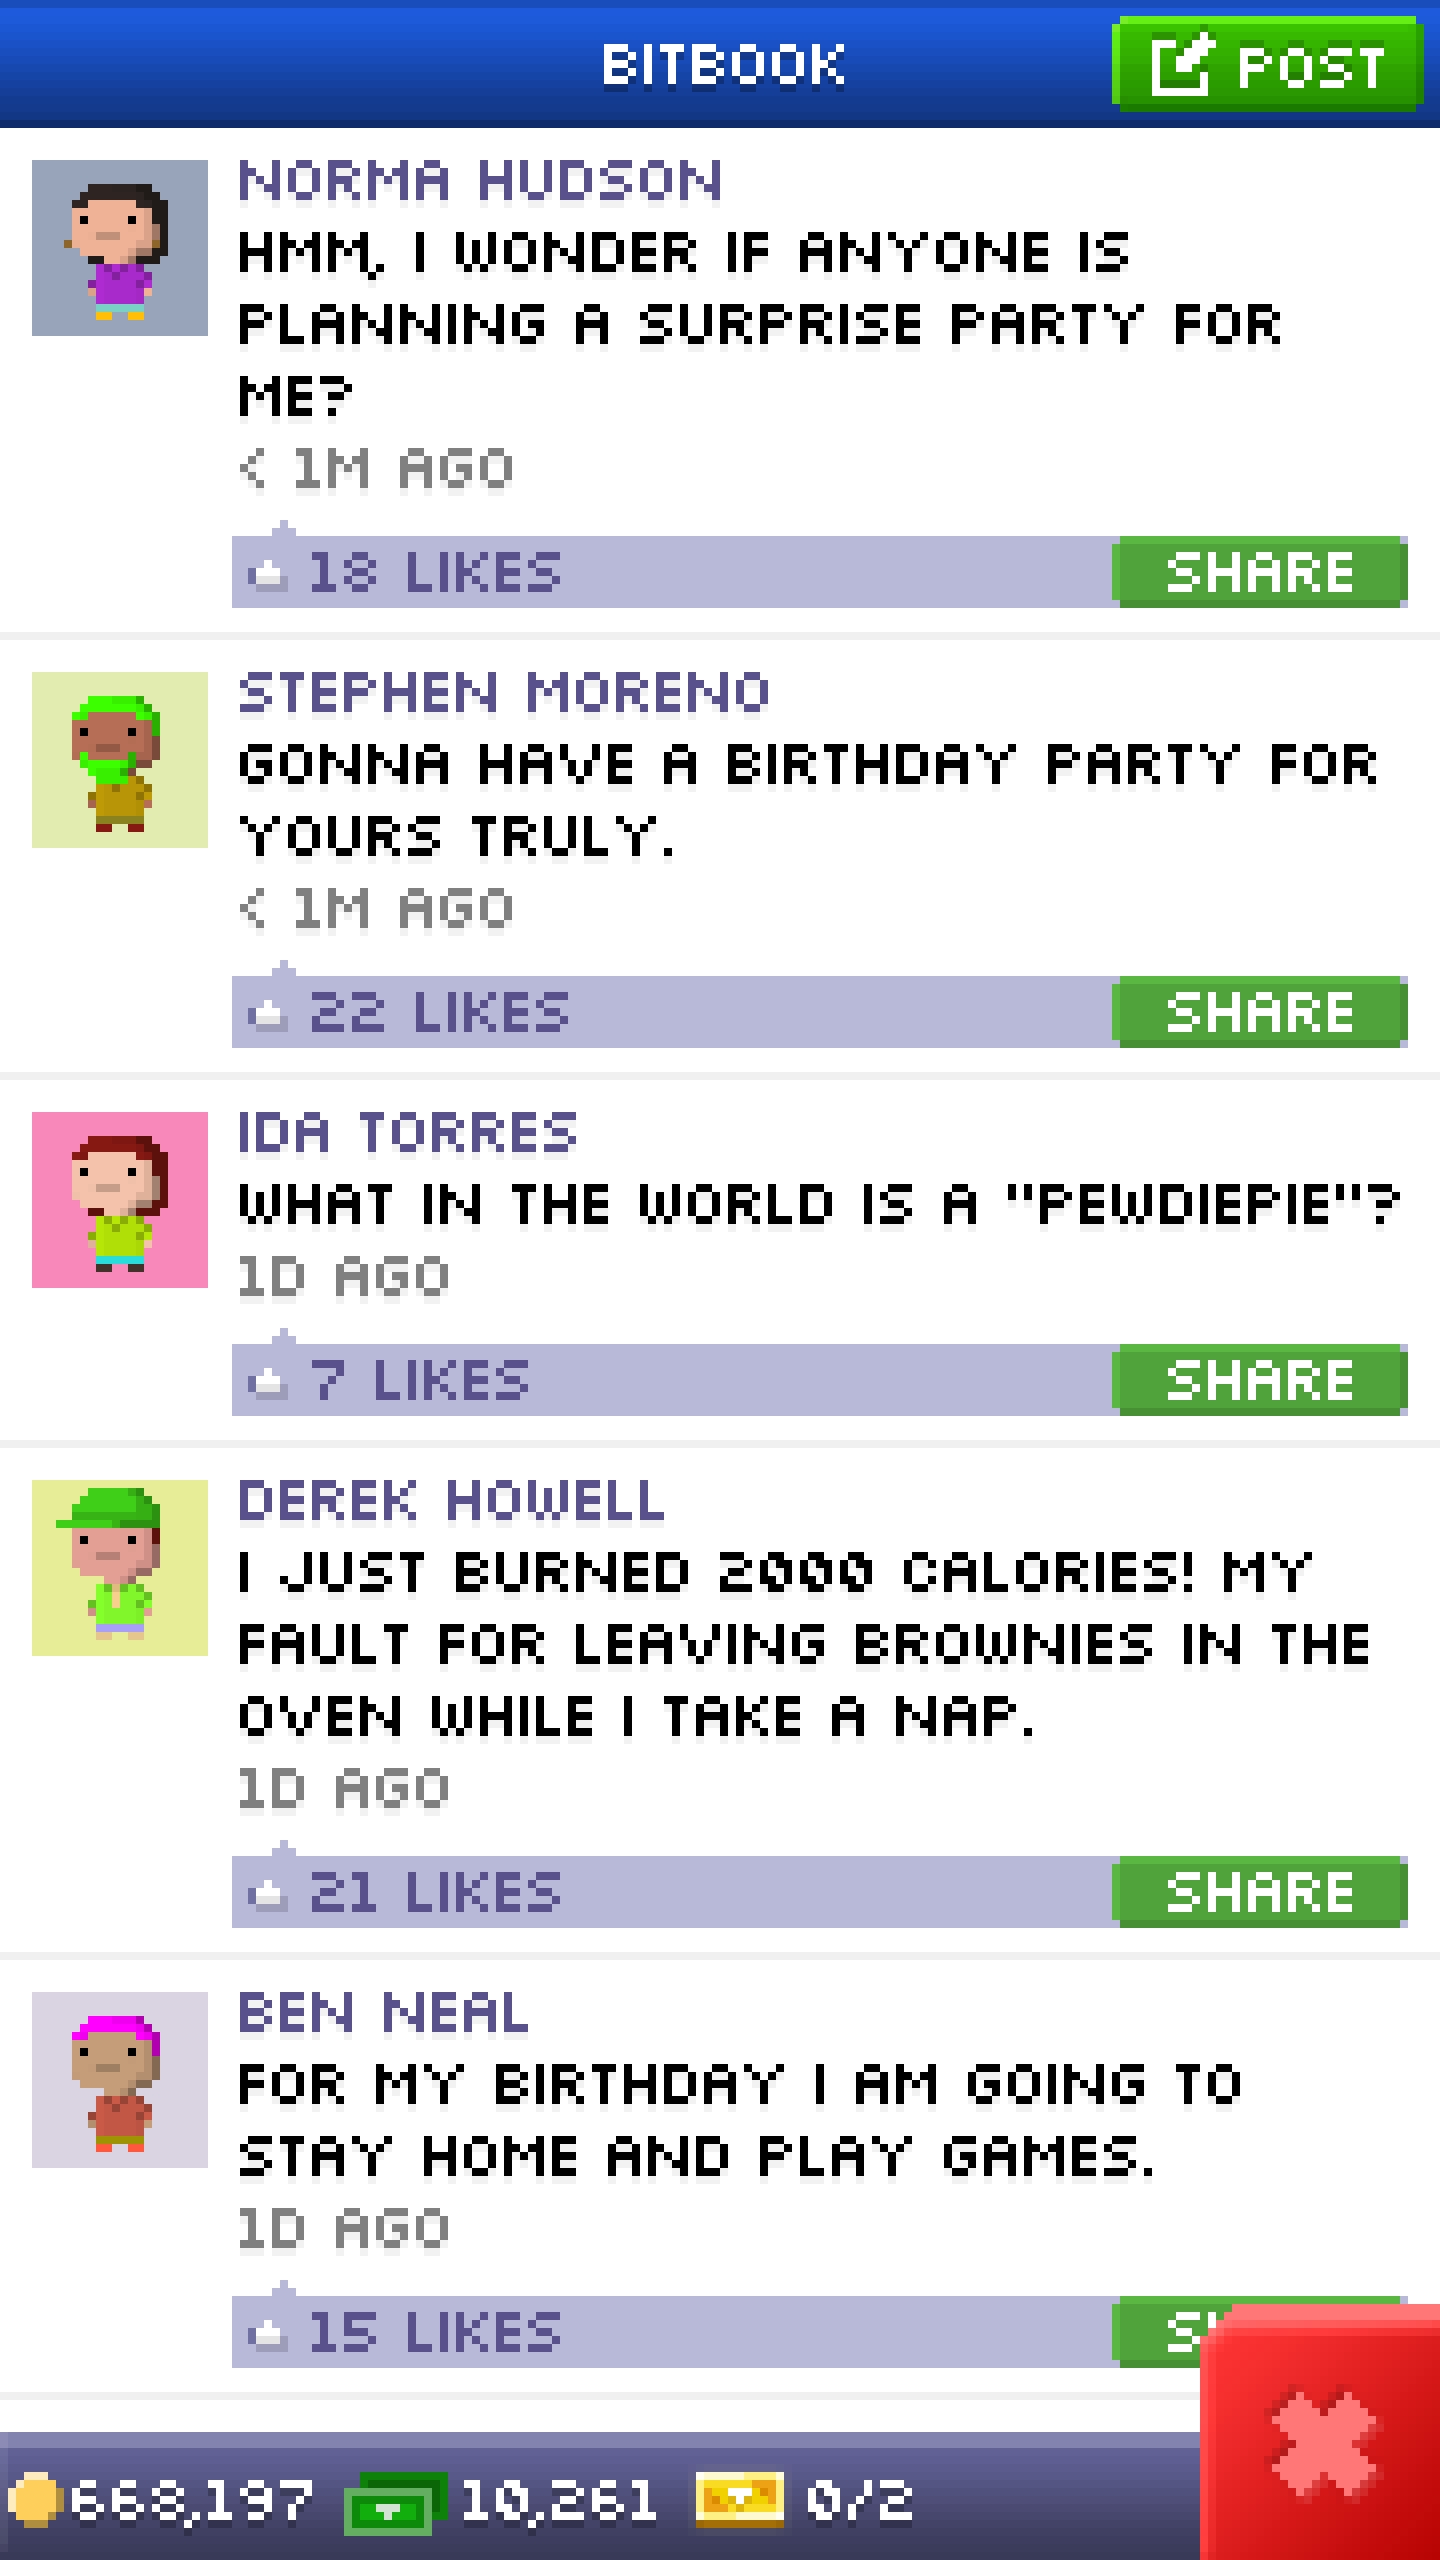 BITBOOK
POST
NORMA HUDSON
HMM, I WONDER IF ANYONE IS
PLANNING A SURPRISE PARTY FOR
ME?
< 1M AGO
18 LIKES
SHARE
STEPHEN MORENO
GONNA HAVE A BIRTHDAY PARTY FOR
YOURS TRULY.
< 1M AGO
22 LIKES
SHARE
IDA TORRES
WHAT IN THE WORLD IS A "PEWDIEPIE"?
1D AGO
7 LIKES
SHARE
DEREK HOWELL
I JUST BURNED 2000 CALORIES! MY
FAULT FOR LEAVING BROWNIES IN THE
OVEN WHILE I TAKE A NAP.
1D AGO
21 LIKES
SHARE
BEN NEAL
FOR MY BIRTHDAY I AM GOING TO
STAY HOME AND PLAY GAMES.
1D AGO
15 LIKES
668,197 10,261 0/2